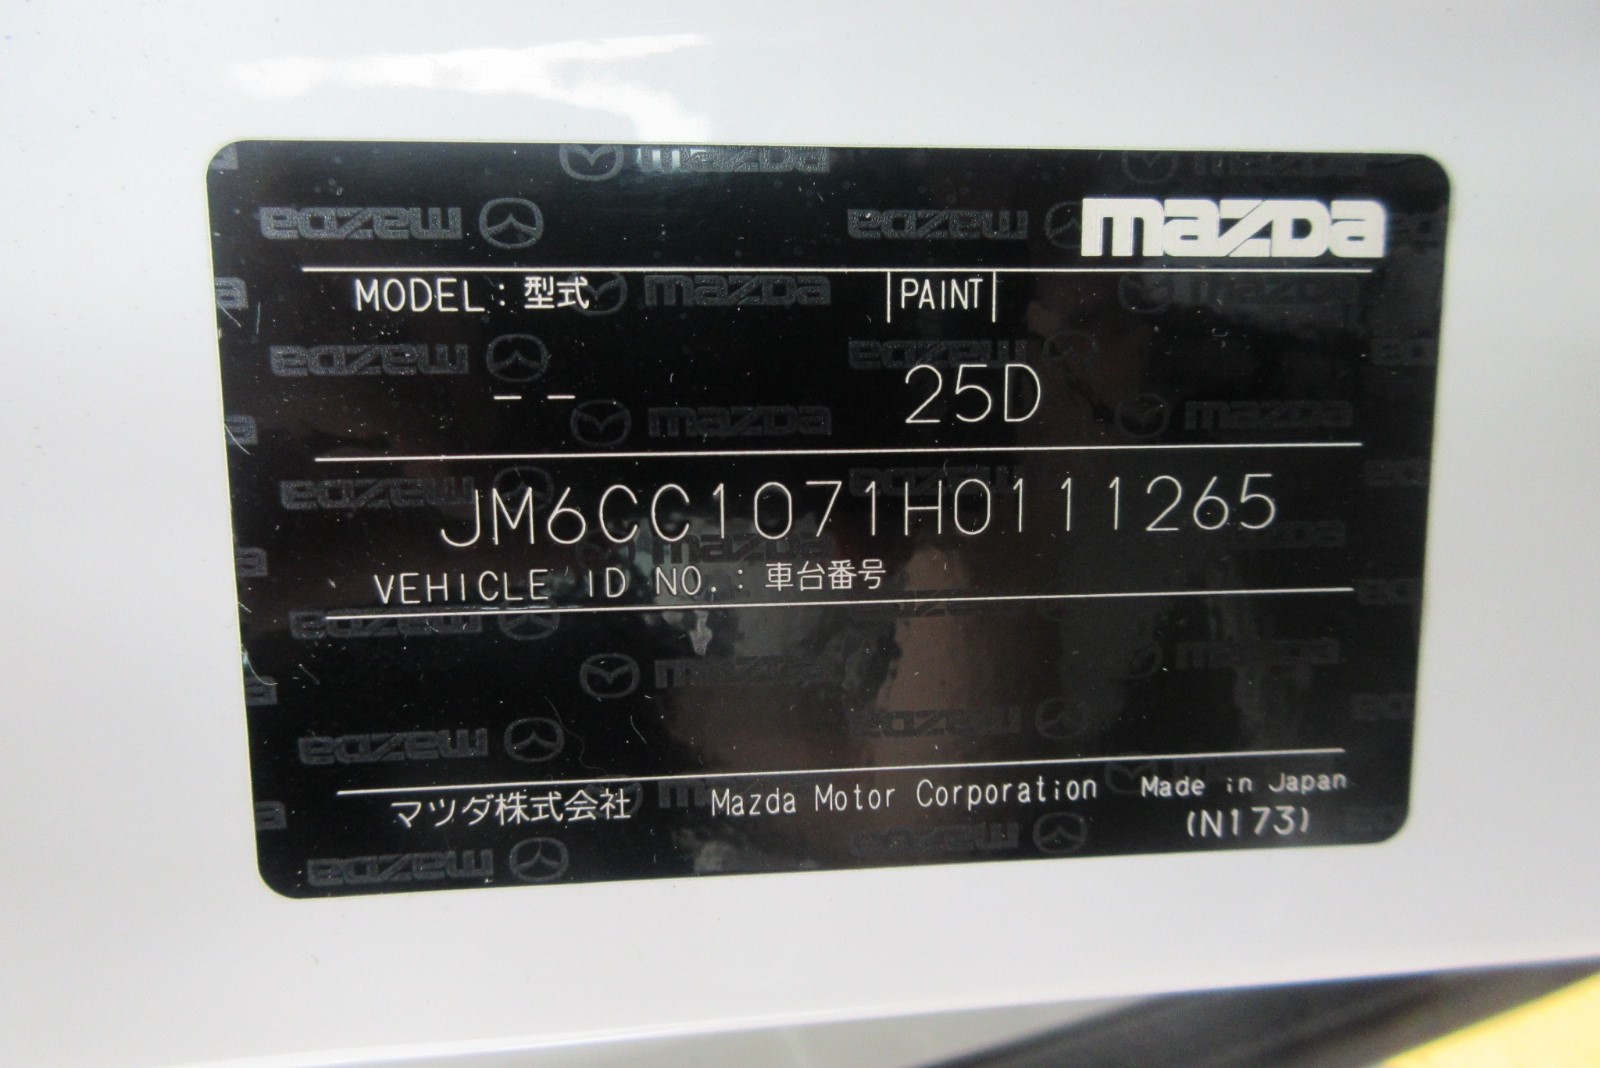 mazda
MODEL : 型式 PAINT
-- 25D
JM6CC1071H0111265
VEHICLE ID NO. : 車台番号
マツダ株式会社 Mazda Motor Corporation Made in Japan
(N173)